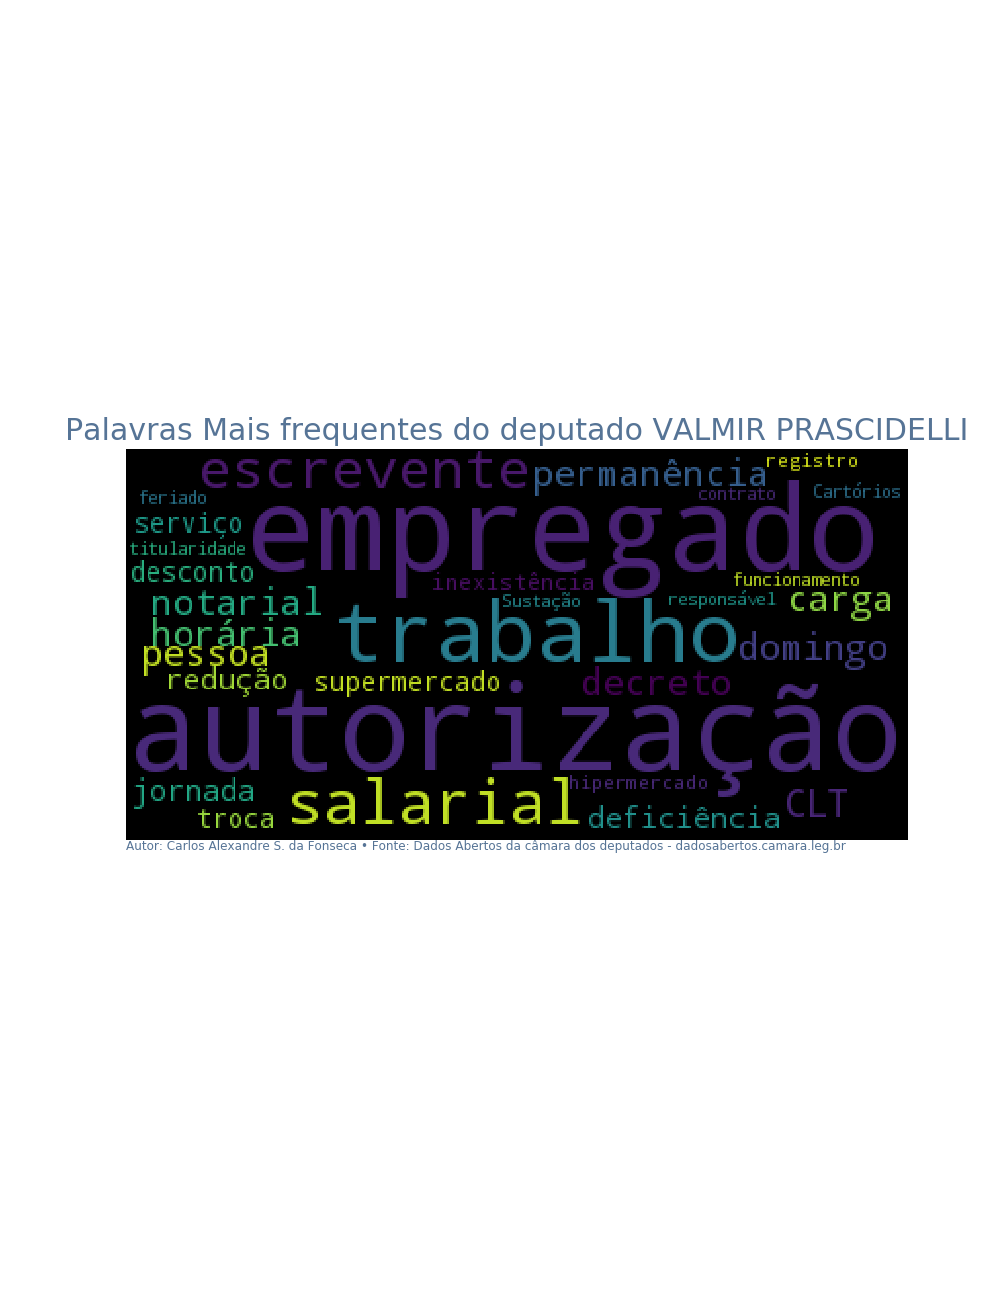 Palavras Mais frequentes do deputado VALMIR PRASCIDELLI
escrevente
permanência
registro
feriado
contrato
Cartórios
serviço
empregado
titularidade
desconto
inexistência
funcionamento
notarial
Sustação
responsável
carga
horária
trabalho
domingo
pessoa
redução
supermercado
decreto
autorização
jornada
salarial
hipermercado
troca
deficiência
CLT
Autor: Carlos Alexandre S. da Fonseca • Fonte: Dados Abertos da câmara dos deputados - dadosabertos.camara.leg.br